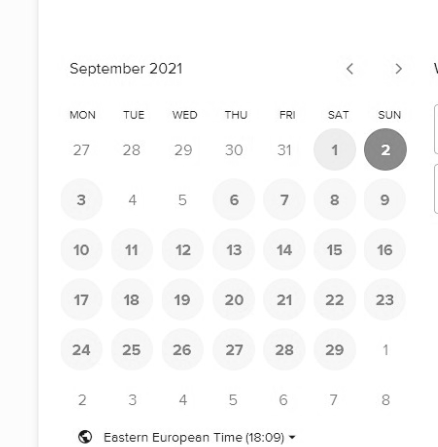 September 2021
MON TUE WED THU FRI SAT SUN
27 28 29 30 31 1 2
3 4 5 6 7 8 9
10 11 12 13 14 15 16
17 18 19 20 21 22 23
24 25 26 27 28 29 1
2 3 4 5 6 7 8
Eastern European Time (18:09)